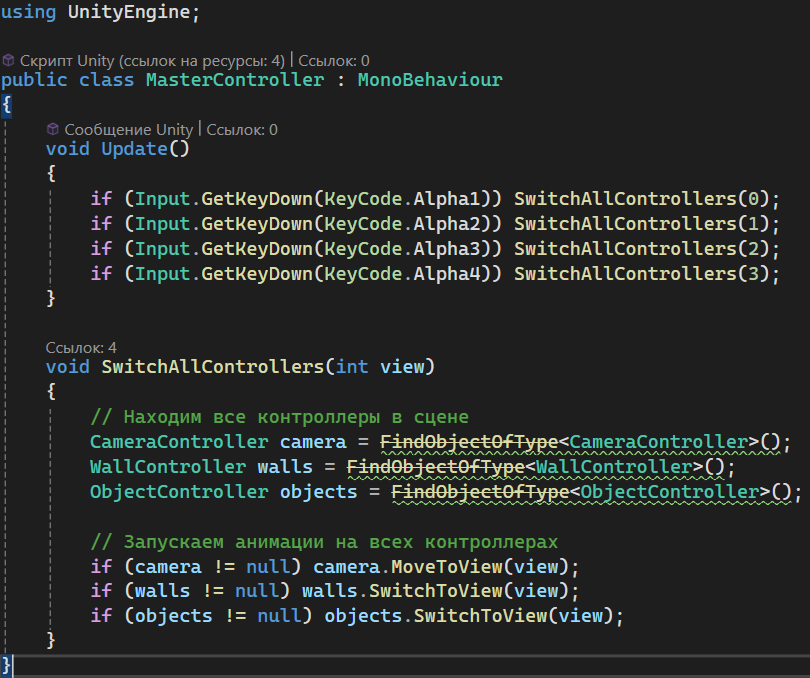 using UnityEngine;
Скрипт Unity (ссылок на ресурсы: 4) | Ссылок: 0
public class MasterController : MonoBehaviour
{
Сообщение Unity | Ссылок: 0
void Update()
{
if (Input.GetKeyDown(KeyCode.Alpha1)) SwitchAllControllers(0);
if (Input.GetKeyDown(KeyCode.Alpha2)) SwitchAllControllers(1);
if (Input.GetKeyDown(KeyCode.Alpha3)) SwitchAllControllers(2);
if (Input.GetKeyDown(KeyCode.Alpha4)) SwitchAllControllers(3);
}
Ссылок: 4
void SwitchAllControllers(int view)
{
// Находим все контроллеры в сцене
CameraController camera = FindObjectOfType<CameraController>();
WallController walls = FindObjectOfType<WallController>();
ObjectController objects = FindObjectOfType<ObjectController>();
// Запускаем анимации на всех контроллерах
if (camera != null) camera.MoveToView(view);
if (walls != null) walls.SwitchToView(view);
if (objects != null) objects.SwitchToView(view);
}
}